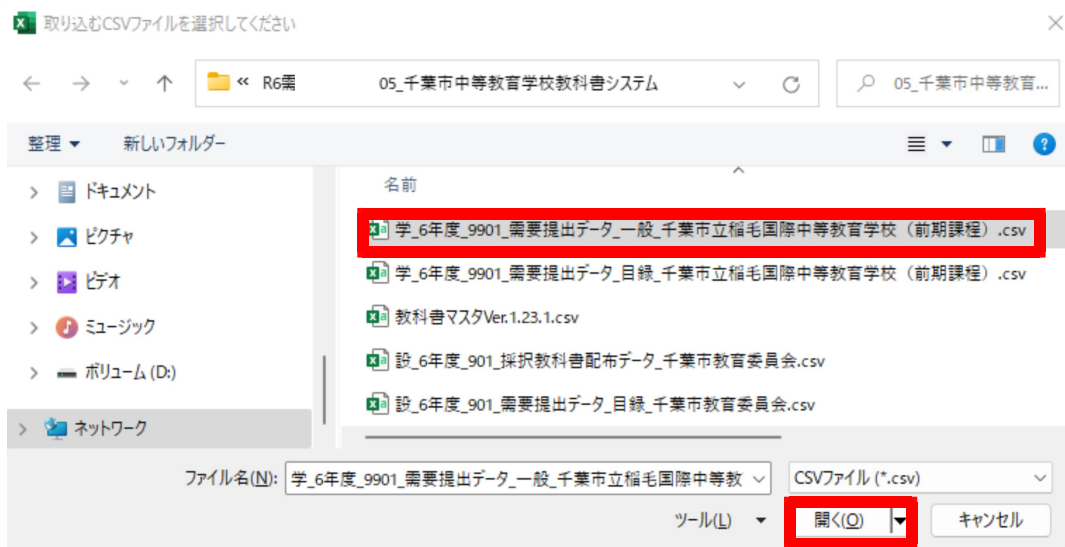 取り込むCSVファイルを選択してください
« R6需 05_千葉市中等教育学校教科書システム
05_千葉市中等教育...
整理 新しいフォルダー
名前
ドキュメント
ピクチャ
ビデオ
ミュージック
ボリューム (D:)
ネットワーク
学_6年度_9901_需要提出データ_一般_千葉市立稲毛国際中等教育学校（前期課程）.csv
学_6年度_9901_需要提出データ_目録_千葉市立稲毛国際中等教育学校（前期課程）.csv
教科書マスタVer.1.23.1.csv
設_6年度_901_採択教科書配布データ_千葉市教育委員会.csv
設_6年度_901_需要提出データ_目録_千葉市教育委員会.csv
ファイル名(N): 学_6年度_9901_需要提出データ_一般_千葉市立稲毛国際中等教 CSVファイル (*.csv)
ツール(L) 開く(O) キャンセル